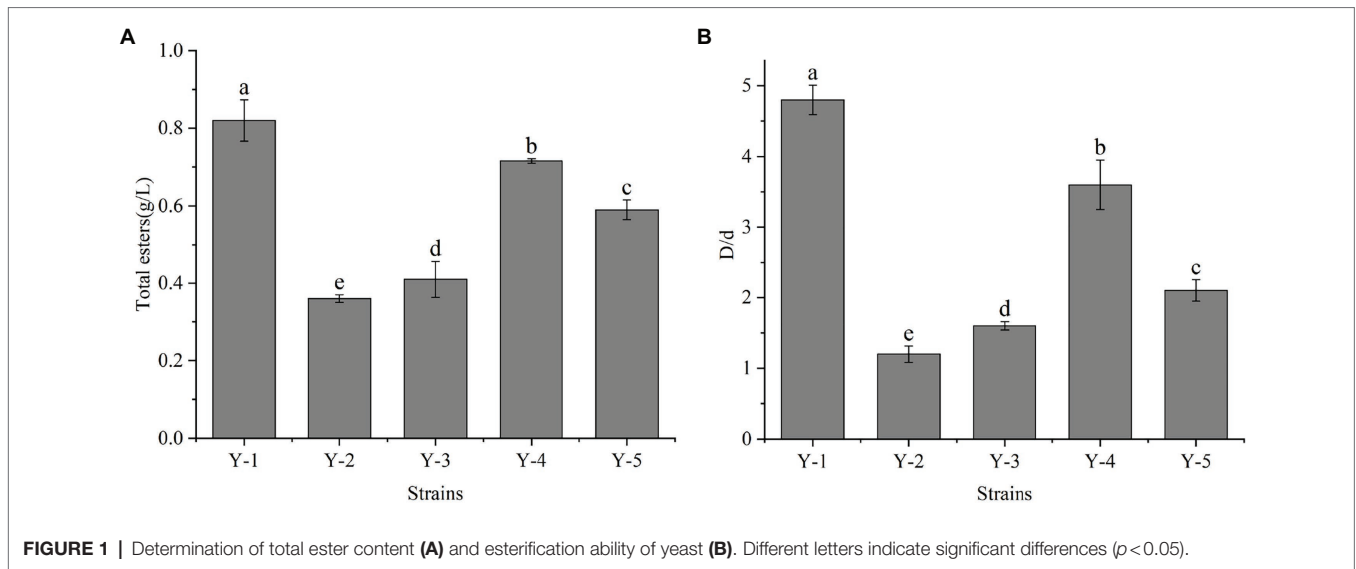 A
1.0
0.8
0.6
0.4
0.2
0.0
Total esters(g/L)
a
e
d
b
c
Y-1 Y-2 Y-3 Y-4 Y-5
Strains
B
5
4
3
2
1
0
D/d
a
e
d
b
c
Y-1 Y-2 Y-3 Y-4 Y-5
Strains
FIGURE 1 | Determination of total ester content (A) and esterification ability of yeast (B). Different letters indicate significant differences (p<0.05).